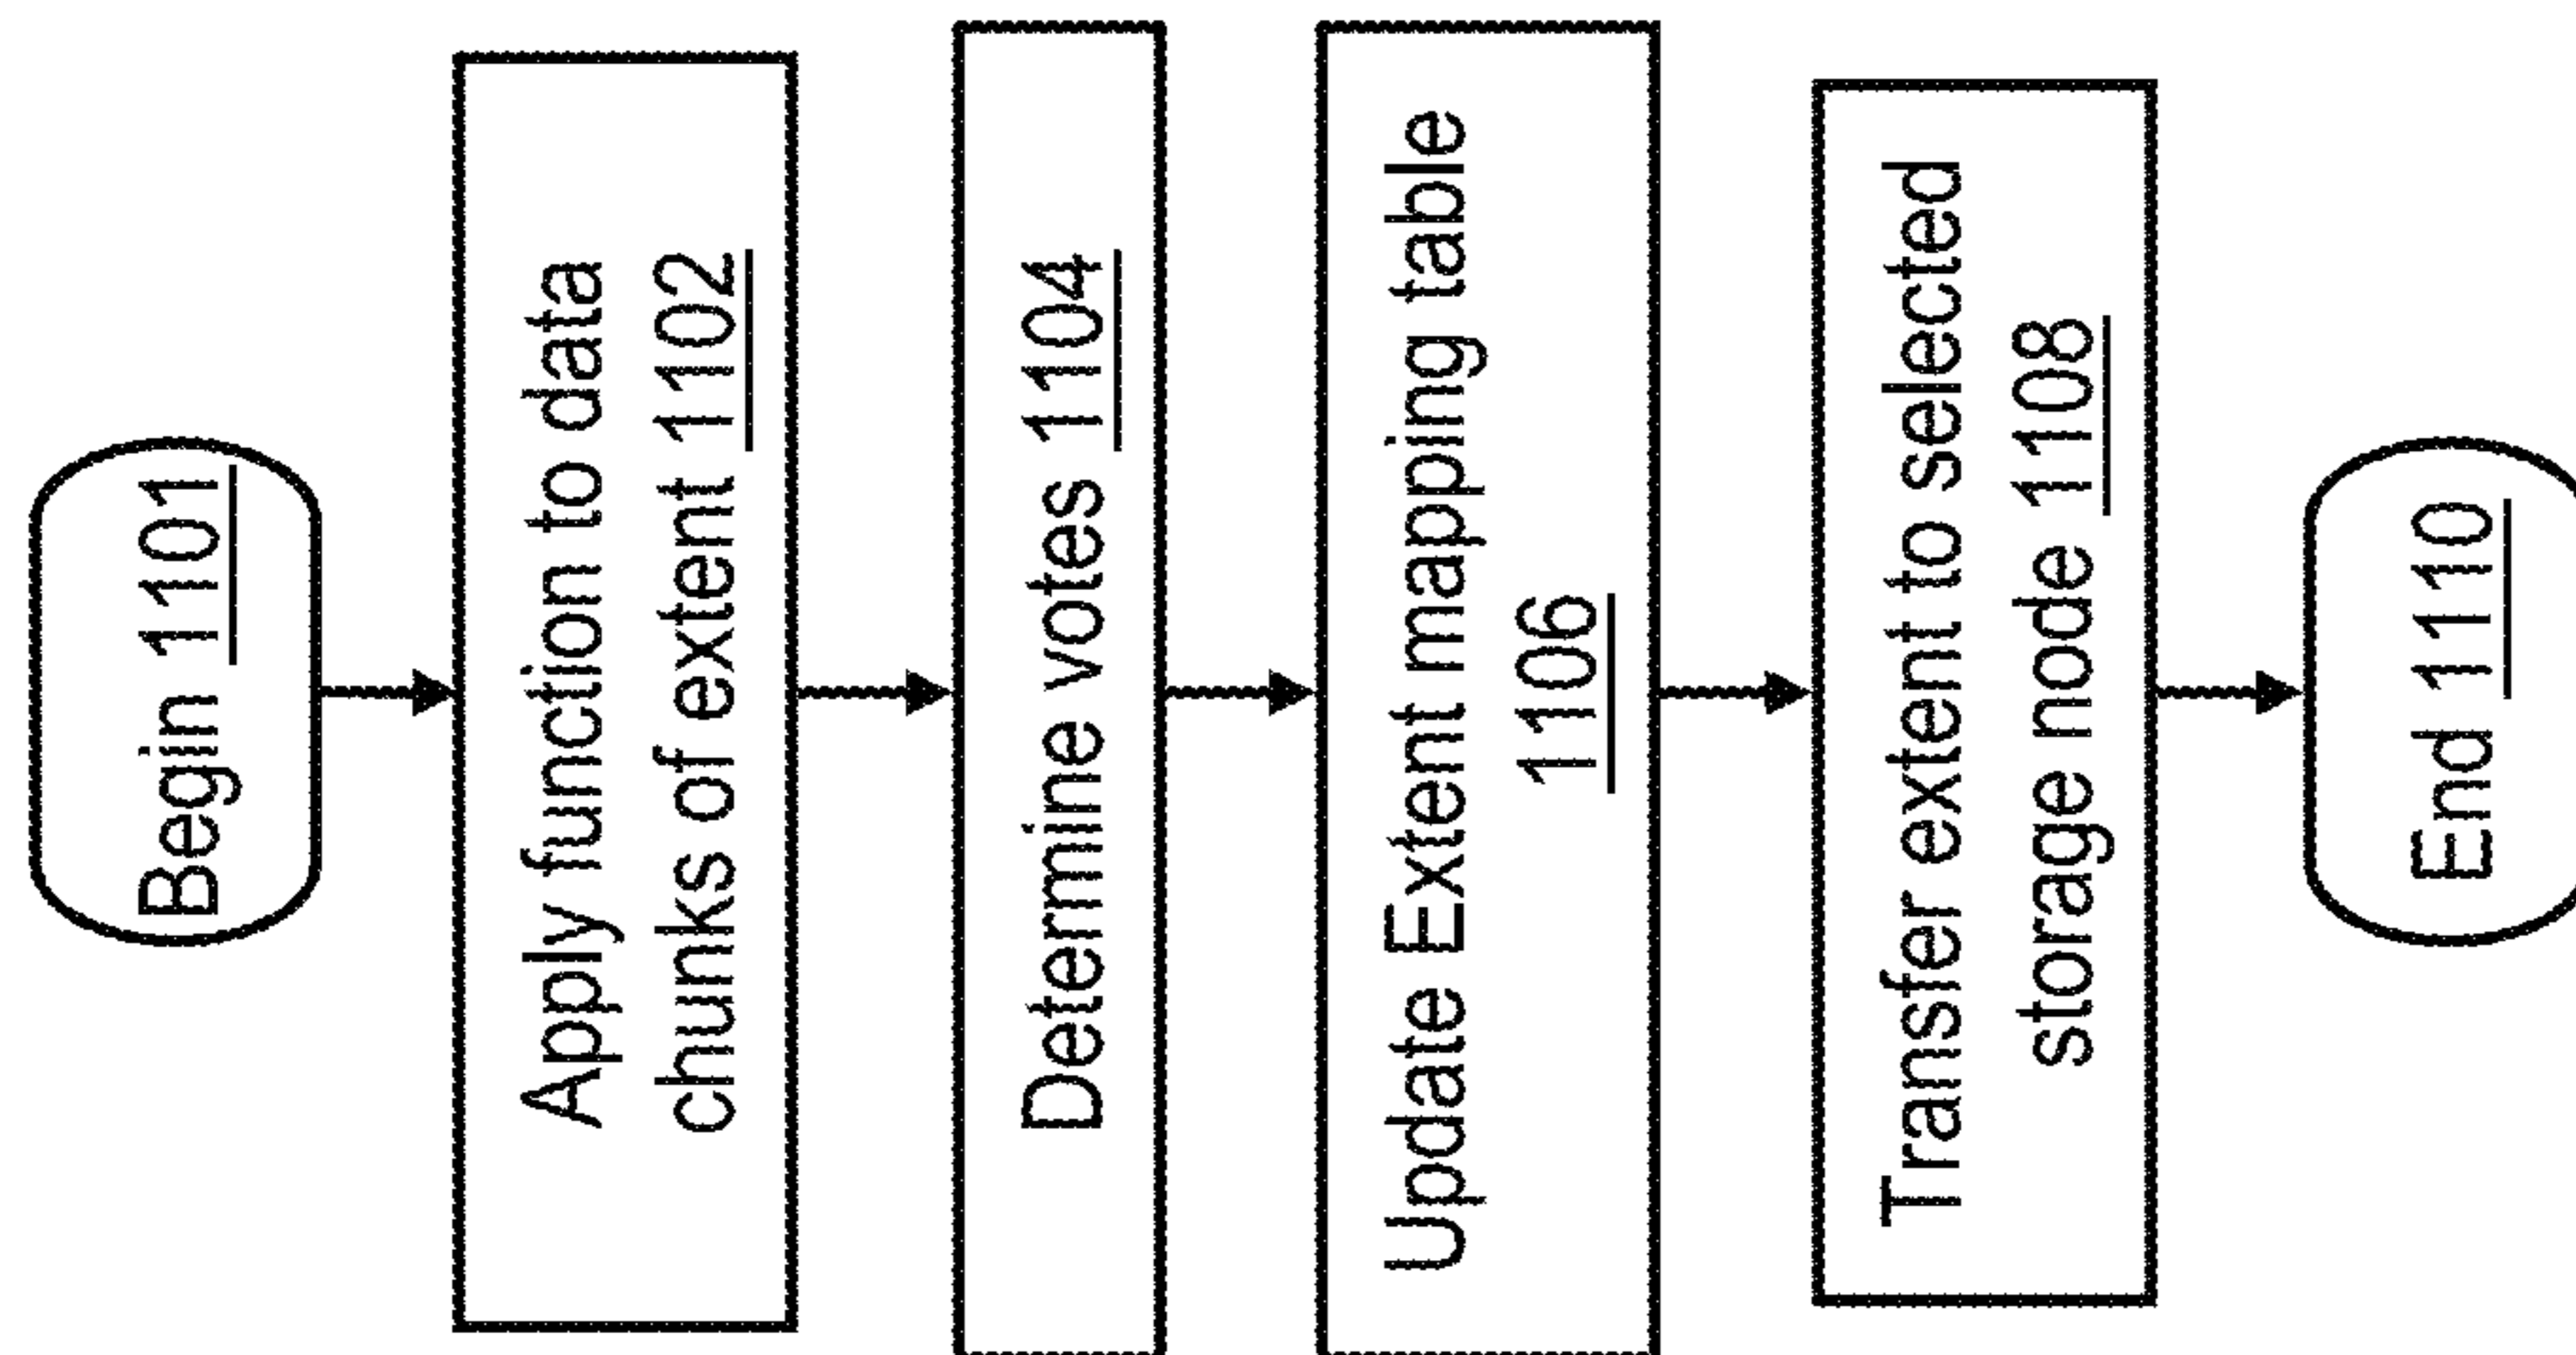 Begin 1101
Apply function to data
chunks of extent 1102
Determine votes 1104
Update Extent mapping table
1106
Transfer extent to selected
storage node 1108
End 1110